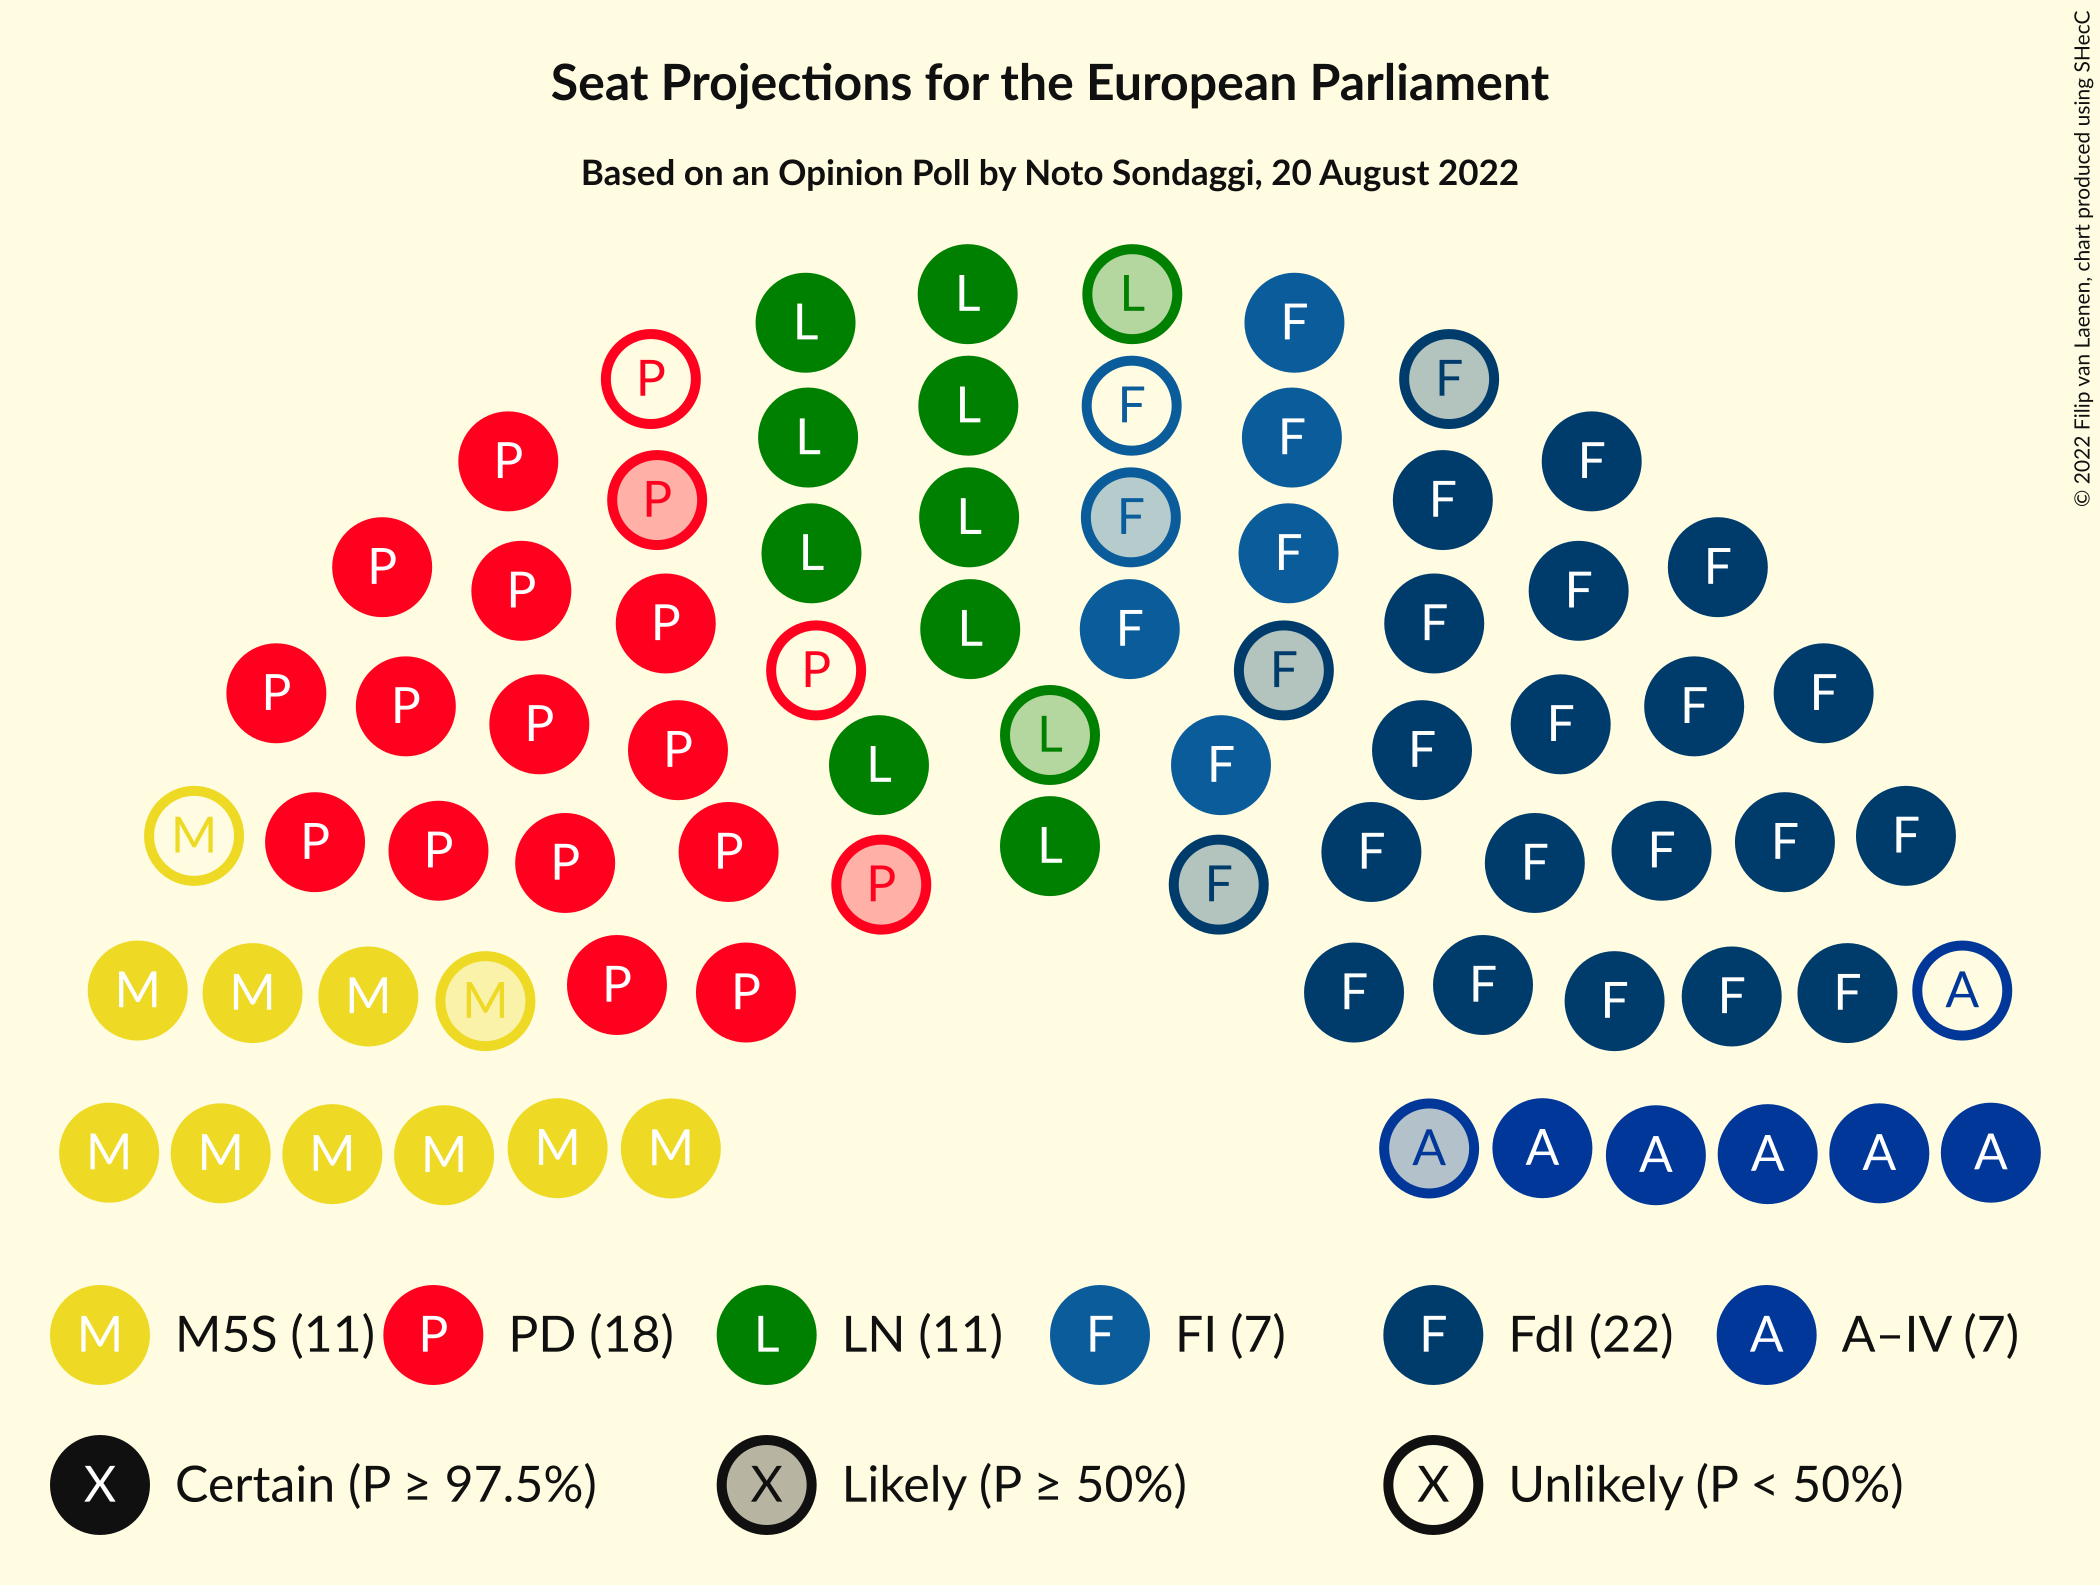 Seat Projections for the European Parliament
Based on an Opinion Poll by Noto Sondaggi, 20 August 2022
© 2022 Filip van Laenen, chart produced using SHecC
L L
L F
P F
L L F F
P F
L F
P F
L F
P P F F
L F
P F
L F
P P F F
P F
P P P P F F F F
L
L F
M P P P P L F F F F F
P F
M M M M P P F F F F F A
M M M M M M A A A A A A
M M5S (11) P PD (18) L LN (11) F FI (7) F FdI (22) A A–IV (7)
X Certain (P ≥ 97.5%) X Likely (P ≥ 50%) X Unlikely (P < 50%)